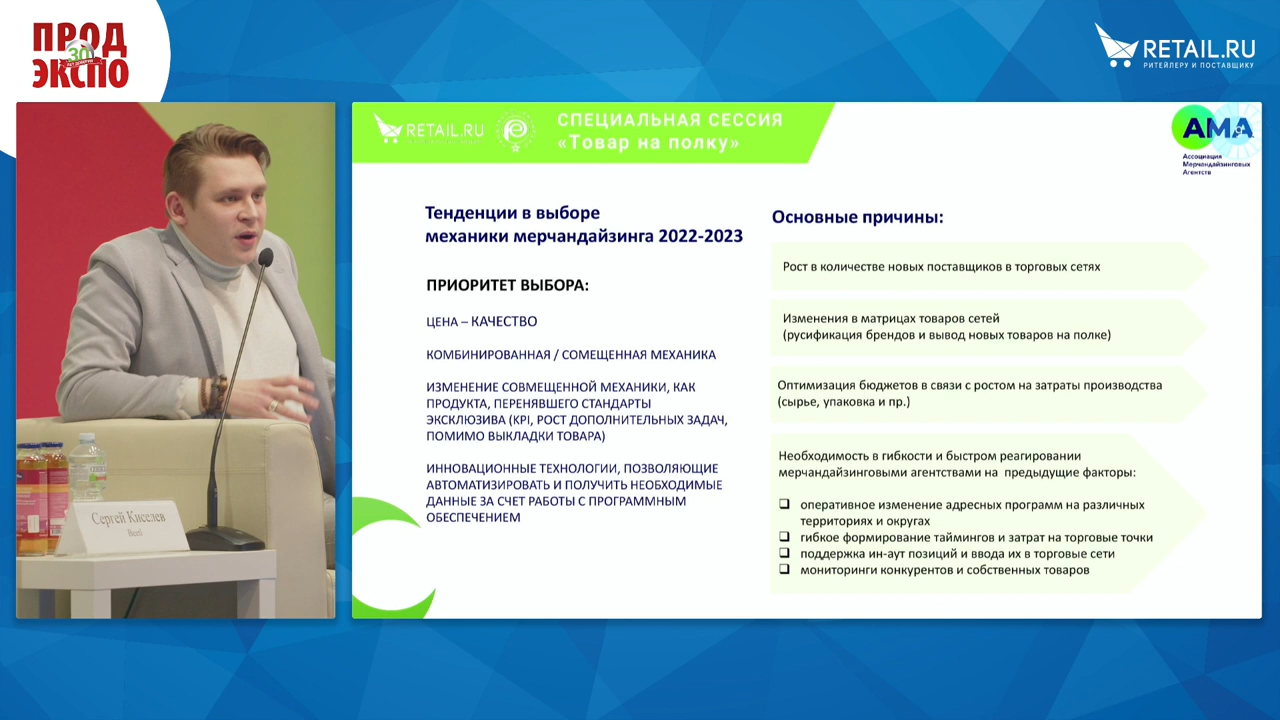 ПРОД
30
ЛЕТ ДОВЕРИЯ
ЭКСПО
RETAIL.RU
РИТЕЙЛЕРУ И ПОСТАВЩИКУ
RETAIL.RU
СПЕЦИАЛЬНАЯ СЕССИЯ
«Товар на полку»
АМА
Ассоциация
Мерчандайзинговых
Агентств
Тенденции в выборе
механики мерчандайзинга 2022-2023
ПРИОРИТЕТ ВЫБОРА:
ЦЕНА – КАЧЕСТВО
КОМБИНИРОВАННАЯ / СОМЕЩЕННАЯ МЕХАНИКА
ИЗМЕНЕНИЕ СОВМЕЩЕННОЙ МЕХАНИКИ, КАК
ПРОДУКТА, ПЕРЕНЯВШЕГО СТАНДАРТЫ
ЭКСКЛЮЗИВА (KPI, РОСТ ДОПОЛНИТЕЛЬНЫХ ЗАДАЧ,
ПОМИМО ВЫКЛАДКИ ТОВАРА)
ИННОВАЦИОННЫЕ ТЕХНОЛОГИИ, ПОЗВОЛЯЮЩИЕ
АВТОМАТИЗИРОВАТЬ И ПОЛУЧИТЬ НЕОБХОДИМЫЕ
ДАННЫЕ ЗА СЧЕТ РАБОТЫ С ПРОГРАММНЫМ
ОБЕСПЕЧЕНИЕМ
Основные причины:
Рост в количестве новых поставщиков в торговых сетях
Изменения в матрицах товаров сетей
(русификация брендов и вывод новых товаров на полке)
Оптимизация бюджетов в связи с ростом на затраты производства
(сырье, упаковка и пр.)
Необходимость в гибкости и быстром реагировании
мерчандайзинговыми агентствами на предыдущие факторы:
❑ оперативное изменение адресных программ на различных
территориях и округах
❑ гибкое формирование таймингов и затрат на торговые точки
❑ поддержка ин-аут позиций и ввода их в торговые сети
❑ мониторинги конкурентов и собственных товаров
Сергей Киселев